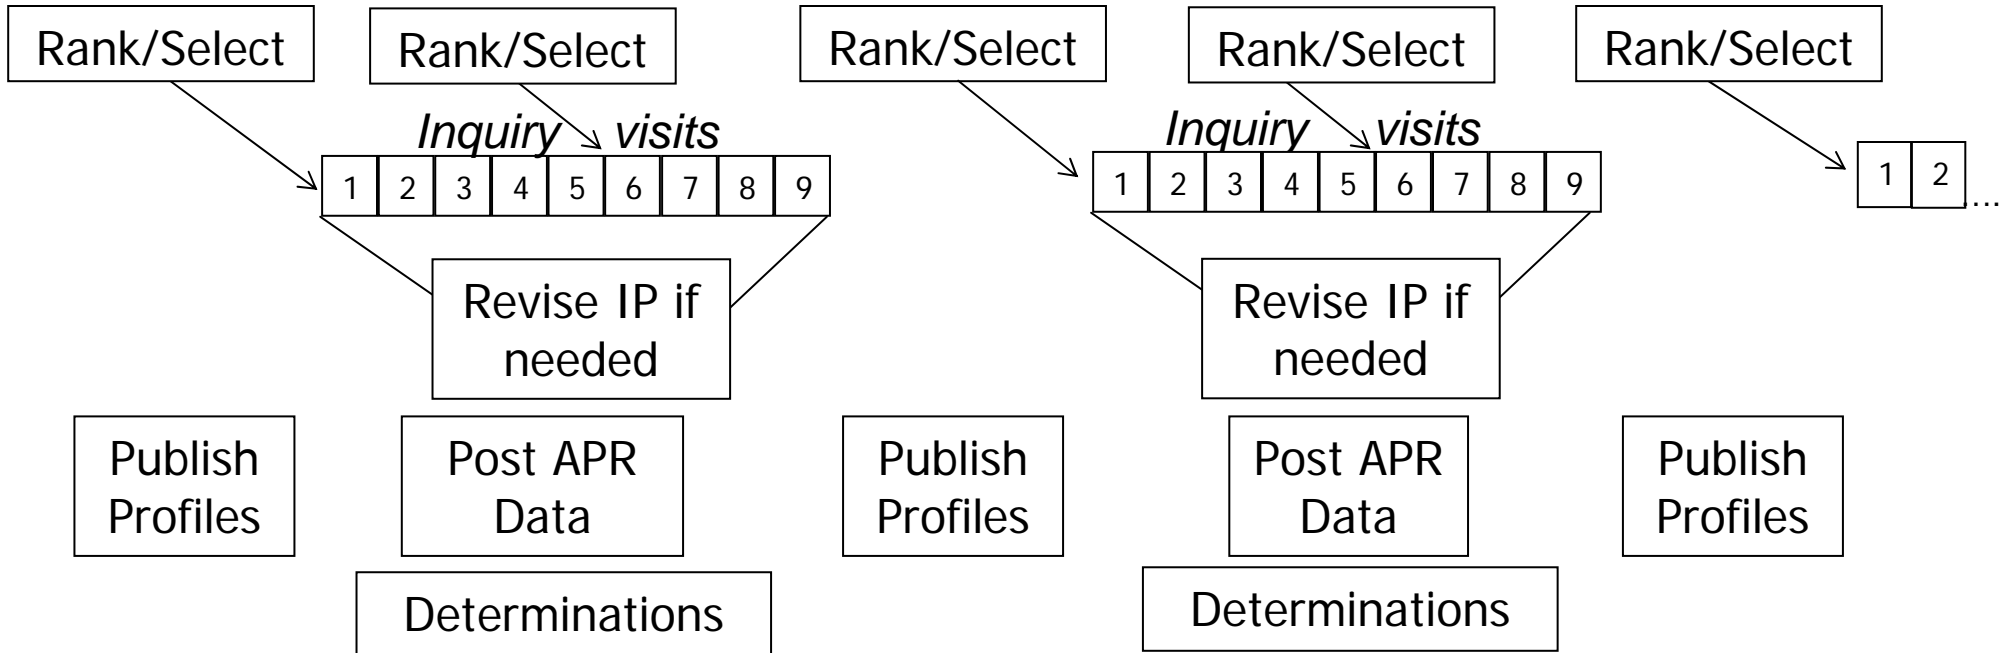 Rank/Select
Rank/Select
Rank/Select
Rank/Select
Rank/Select
Inquiry visits
Inquiry visits
1 2 3 4 5 6 7 8 9
1 2 3 4 5 6 7 8 9
1 2 ....
Revise IP if
needed
Revise IP if
needed
Publish
Profiles
Post APR
Data
Publish
Profiles
Post APR
Data
Publish
Profiles
Determinations
Determinations